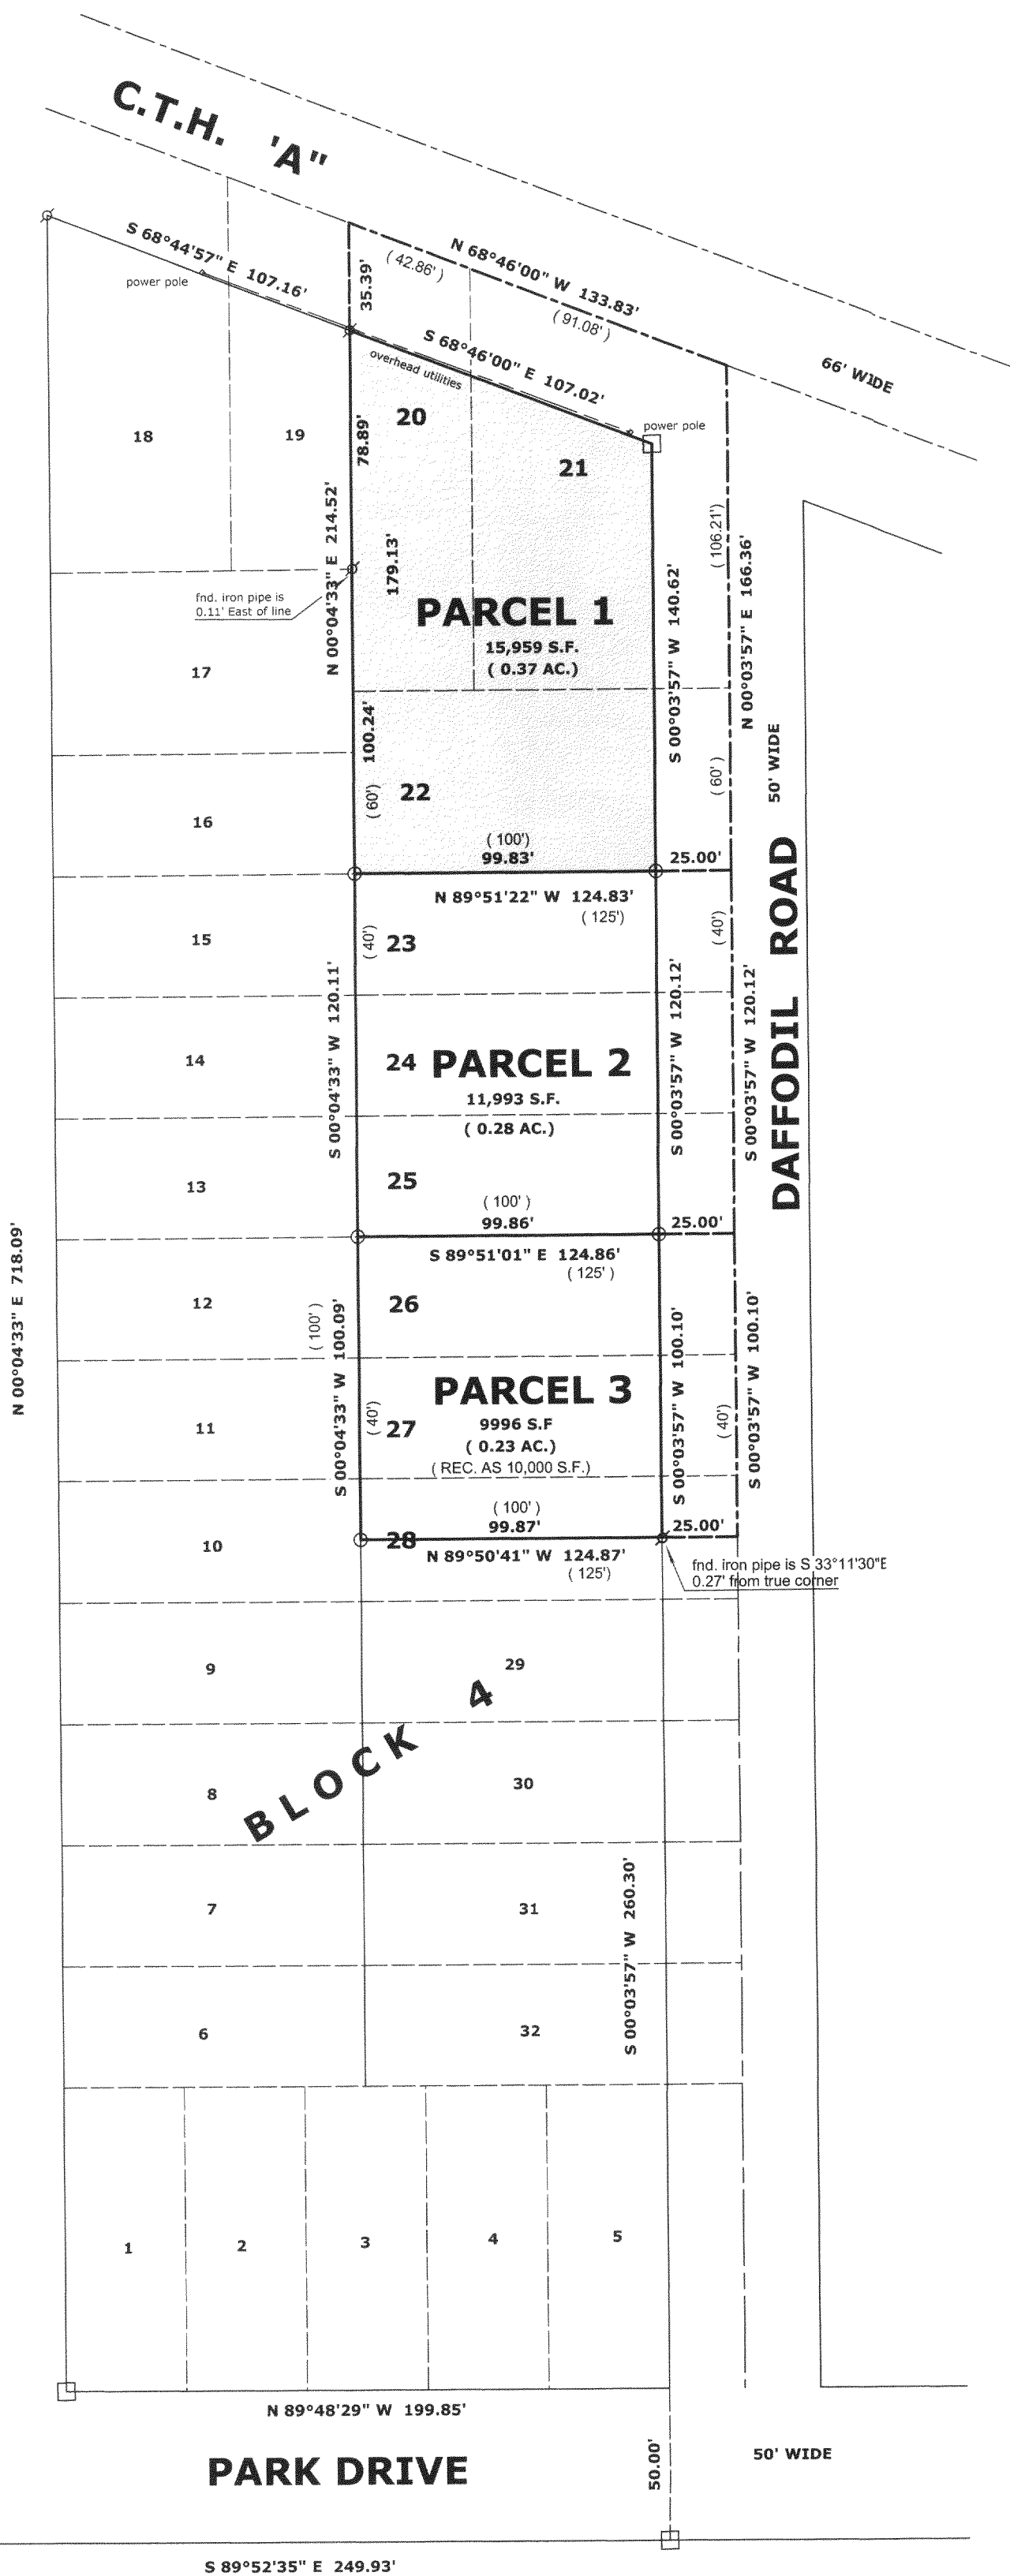 C.T.H. 'A"
S 68°44'57" E 107.16'
power pole
35.39'
N 68°46'00" W 133.83'
( 42.86')
( 91.08' )
66' WIDE
S 68°46'00" E 107.02'
overhead utilities
power pole
18
19
20
21
78.89'
N 00°04'33" E 214.52'
179.13'
fnd. iron pipe is
0.11' East of line
PARCEL 1
15,959 S.F.
( 0.37 AC.)
S 00°03'57" W 140.62'
(106.21')
N 00°03'57" E 166.36'
17
100.24'
(60')
22
( 60')
50' WIDE
16
( 100')
99.83'
25.00'
N 89°51'22" W 124.83'
( 125')
15
(40')
23
( 40')
S 00°04'33" W 120.11'
S 00°03'57" W 120.12'
S 00°03'57" W 120.12'
DAFFODIL ROAD
14
24
PARCEL 2
11,993 S.F.
( 0.28 AC.)
13
25
( 100' )
99.86'
25.00'
S 89°51'01" E 124.86'
( 125' )
N 00°04'33" E 718.09'
12
( 100' )
S 00°04'33" W 100.09'
26
S 00°03'57" W 100.10'
S 00°03'57" W 100.10'
PARCEL 3
9996 S.F
( 0.23 AC.)
( REC. AS 10,000 S.F.)
11
(40')
27
( 40')
10
( 100' )
99.87'
28
25.00'
N 89°50'41" W 124.87'
( 125')
fnd. iron pipe is S 33°11'30"E
0.27' from true corner
9
29
BLOCK 4
8
30
7
31
S 00°03'57" W 260.30'
6
32
1
2
3
4
5
N 89°48'29" W 199.85'
PARK DRIVE
50.00'
50' WIDE
S 89°52'35" E 249.93'